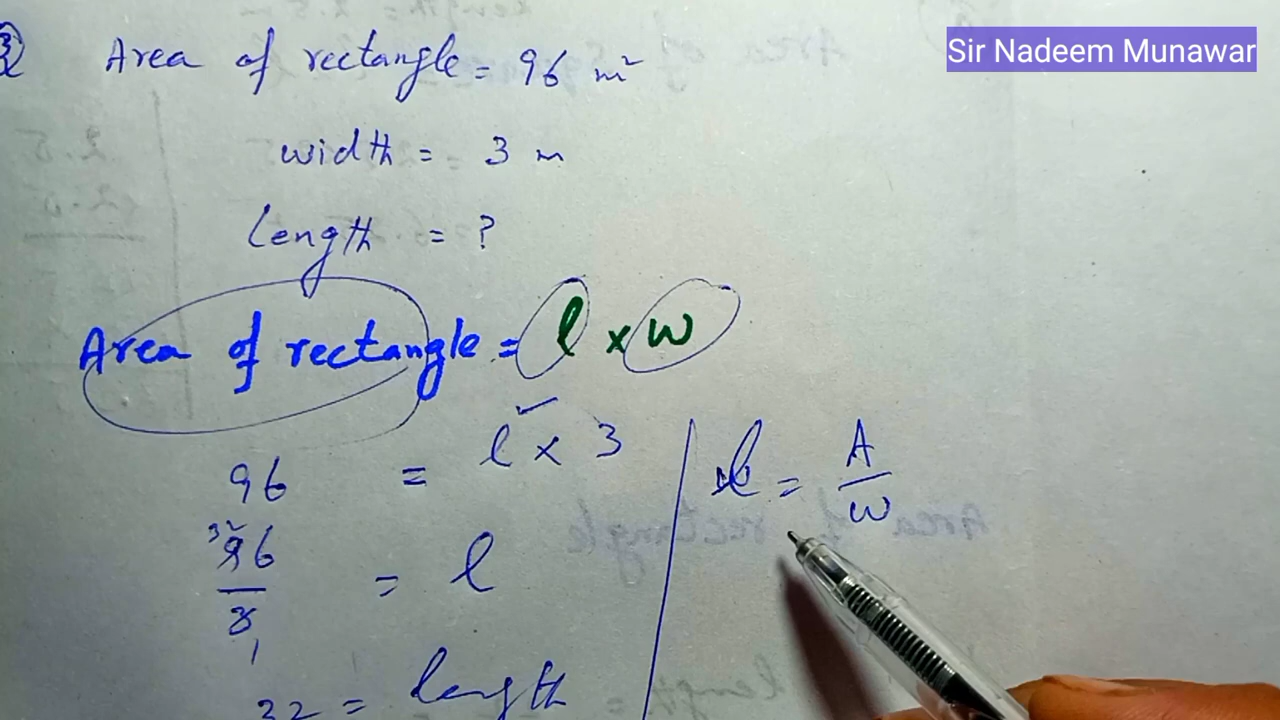 Sir Nadeem Munawar
Area of rectangle = 96 m²
width = 3 m
Length = ?
Area of rectangle = l × w
96 = l × 3
96/3 = l
32 = length
l = A/w